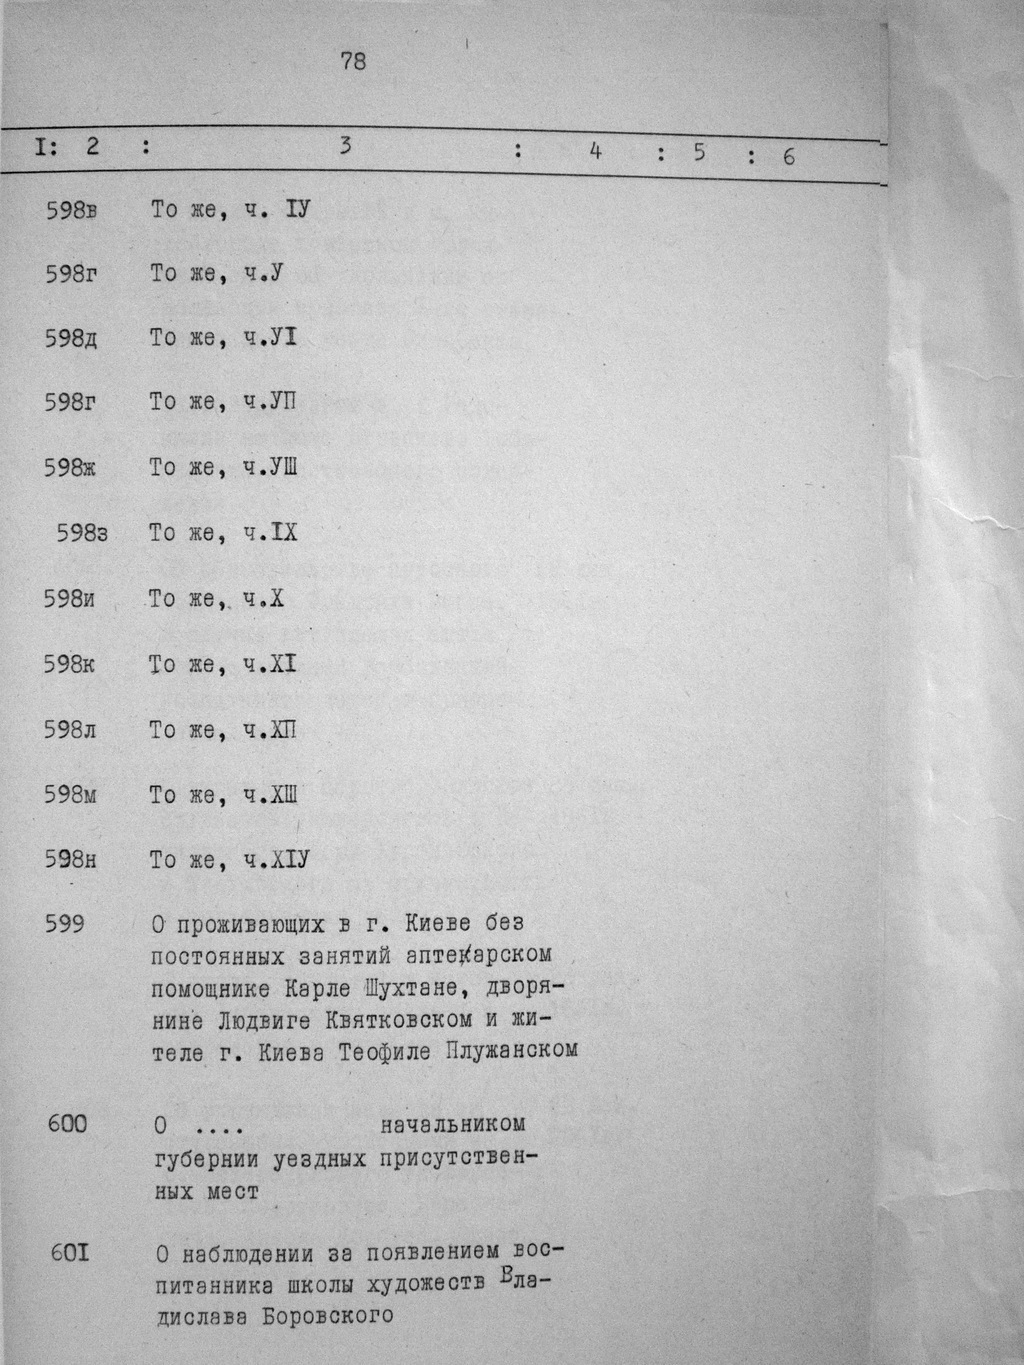 78
I: 2 : 3 : 4 : 5 : 6
598в То же, ч. IУ
598г То же, ч.У
598д То же, ч.УI
598г То же, ч.УП
598ж То же, ч.УШ
598з То же, ч.IX
598и То же, ч.X
598к То же, ч.XI
598л То же, ч.ХП
598м То же, ч.ХШ
598н То же, ч.ХIУ
599 О проживающих в г. Киеве без
постоянных занятий аптекарском
помощнике Карле Шухтане, дворя-
нине Людвиге Квятковском и жи-
теле г. Киева Теофиле Плужанском
600 О .... начальником
губернии уездных присутствен-
ных мест
60I О наблюдении за появлением вос-
питанника школы художеств Вла-
дислава Боровского